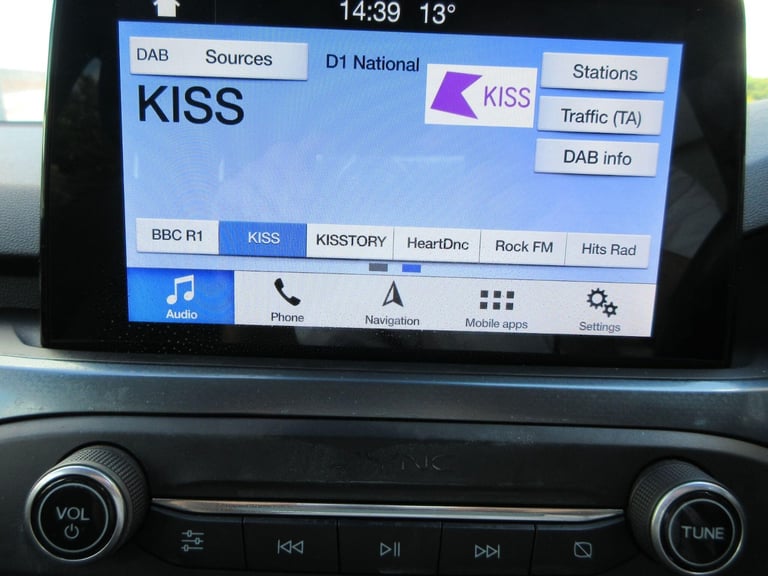 14:39 13°
DAB Sources
D1 National
KISS
KISS
Stations
Traffic (TA)
DAB info
BBC R1
KISS
KISSTORY
HeartDnc
Rock FM
Hits Rad
Audio
Phone
Navigation
Mobile apps
Settings
SYNC
VOL
TUNE